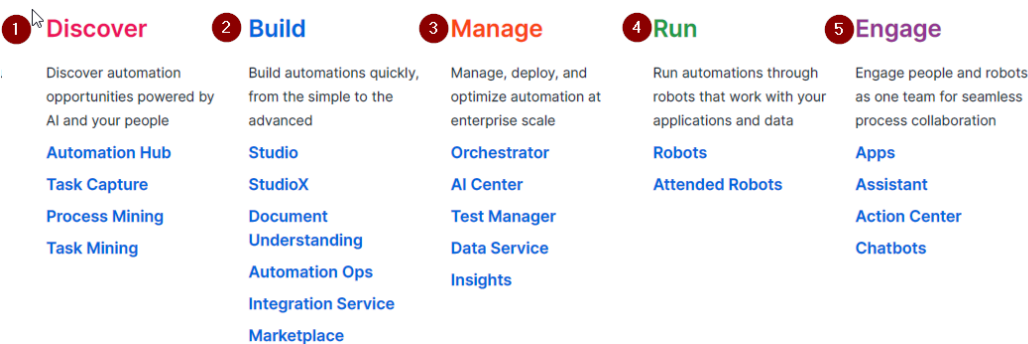 1 Discover
Discover automation
opportunities powered by
AI and your people
Automation Hub
Task Capture
Process Mining
Task Mining
2 Build
Build automations quickly,
from the simple to the
advanced
Studio
StudioX
Document
Understanding
Automation Ops
Integration Service
Marketplace
3 Manage
Manage, deploy, and
optimize automation at
enterprise scale
Orchestrator
AI Center
Test Manager
Data Service
Insights
4 Run
Run automations through
robots that work with your
applications and data
Robots
Attended Robots
5 Engage
Engage people and robots
as one team for seamless
process collaboration
Apps
Assistant
Action Center
Chatbots